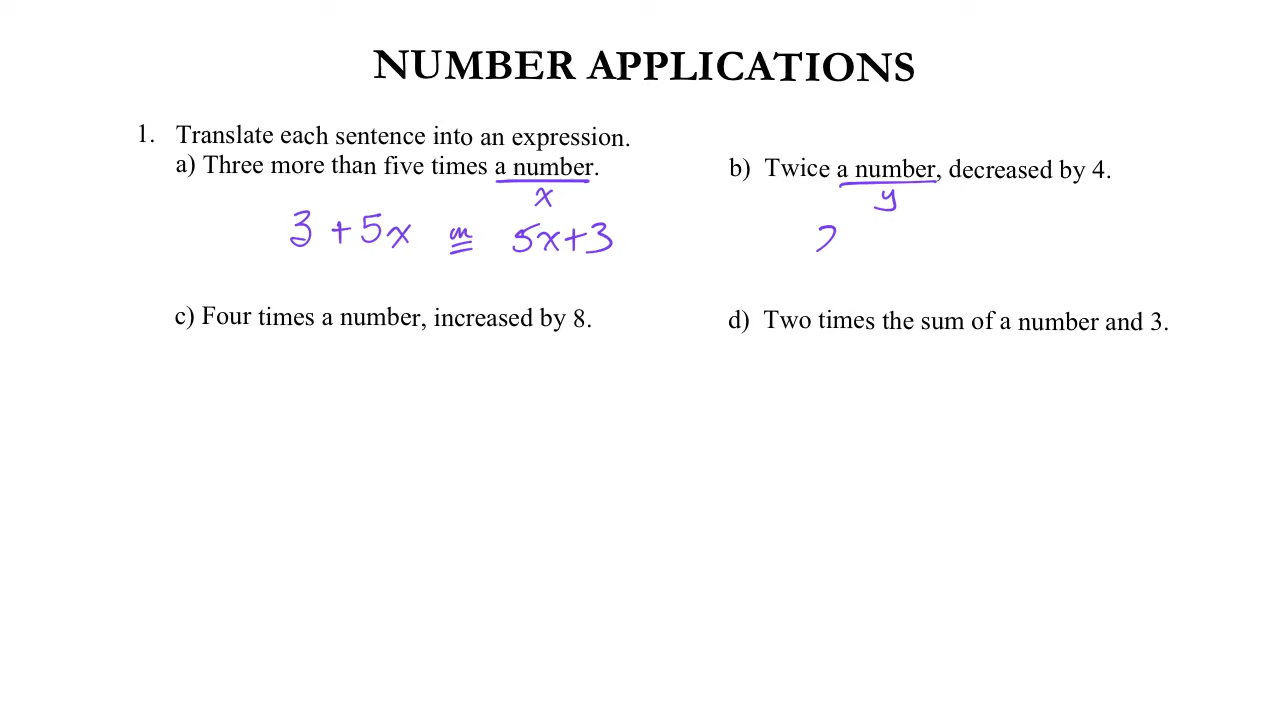 NUMBER APPLICATIONS
1. Translate each sentence into an expression.
a) Three more than five times a number.
x
3 + 5x or 5x+3
b) Twice a number, decreased by 4.
y
2
c) Four times a number, increased by 8.
d) Two times the sum of a number and 3.